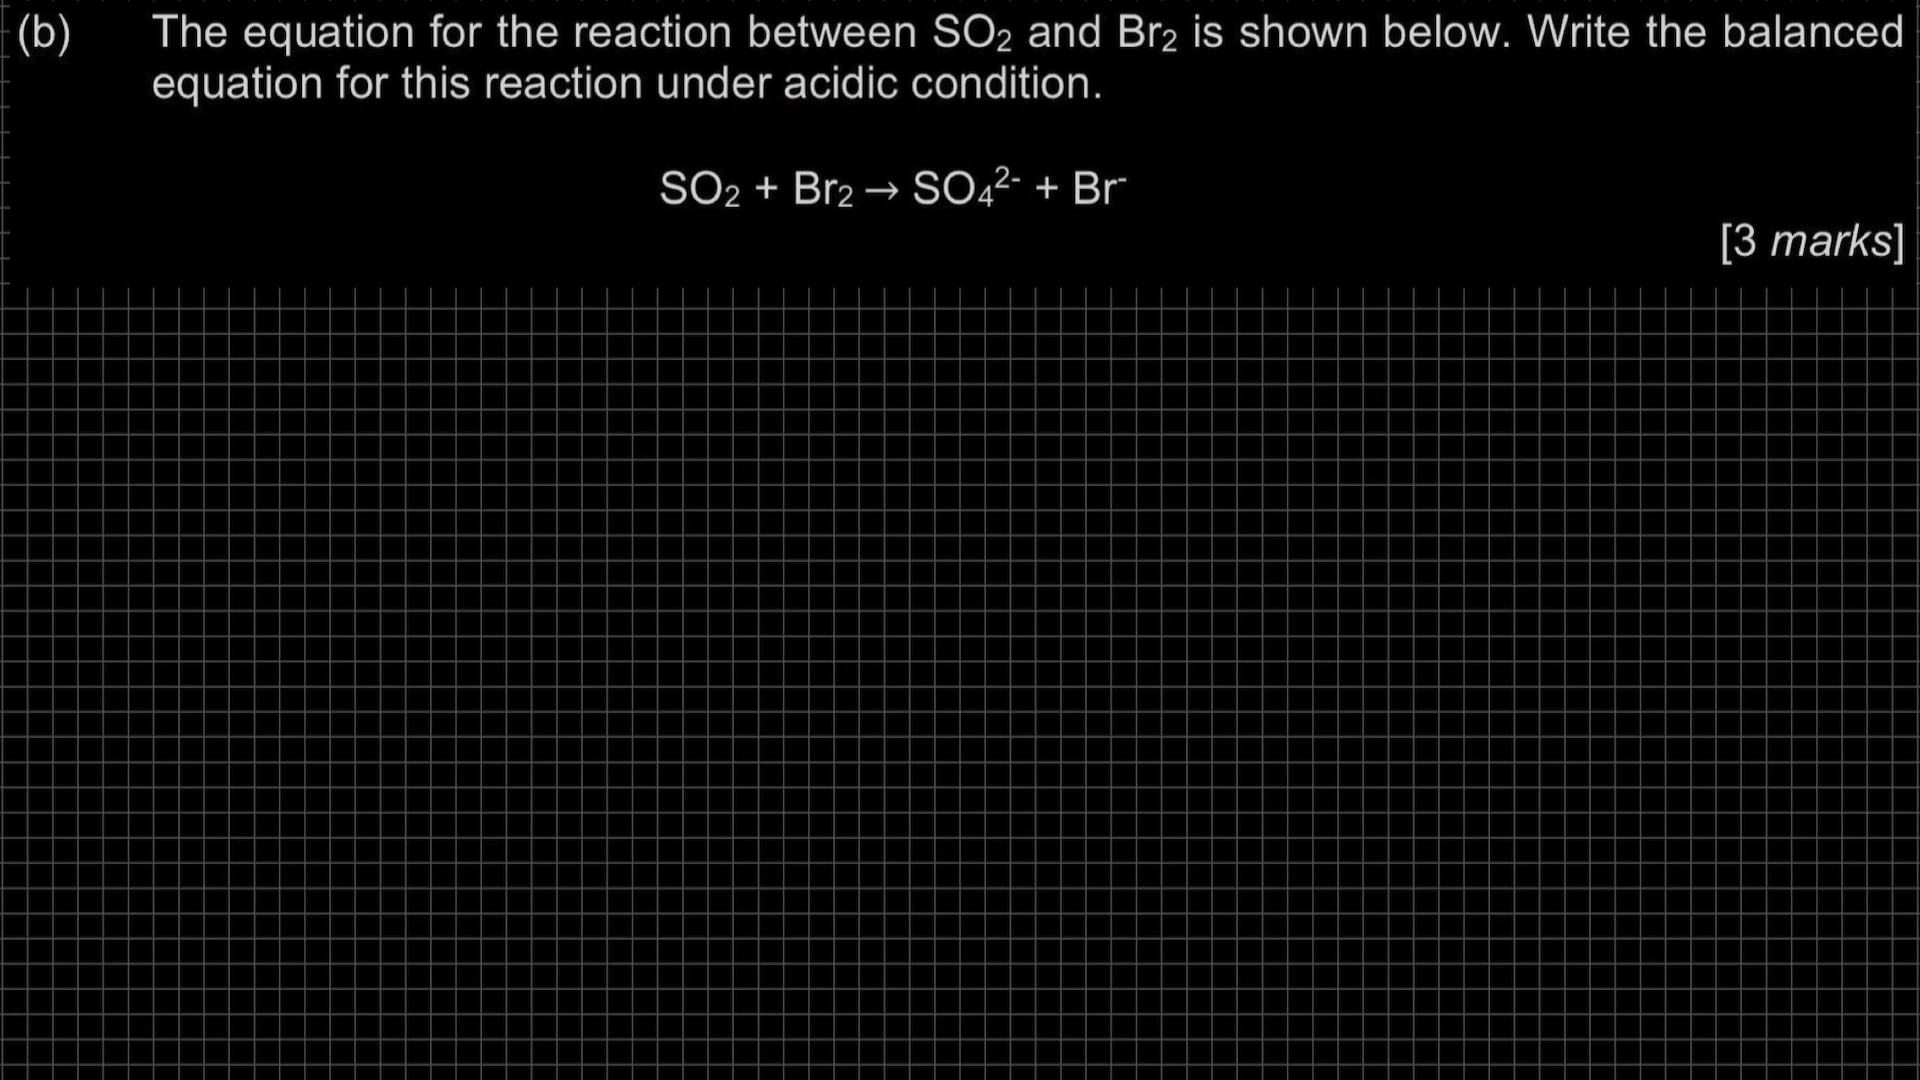 (b) The equation for the reaction between SO₂ and Br₂ is shown below. Write the balanced
equation for this reaction under acidic condition.
SO₂ + Br₂ → SO₄²⁻ + Br⁻
[3 marks]